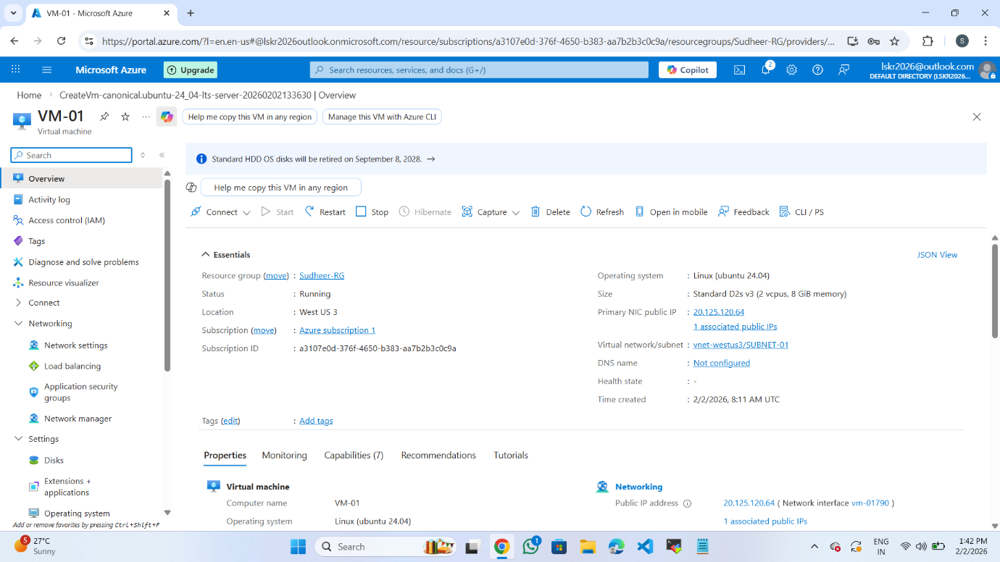 VM-01 - Microsoft Azure
https://portal.azure.com/?l=en.en-us#@lskr2026outlook.onmicrosoft.com/resource/subscriptions/a3107e0d-376f-4650-b383-aa7b2b3c0c9a/resourcegroups/Sudheer-RG/providers/...
S
Microsoft Azure
Upgrade
Search resources, services, and docs (G+/)
Copilot
2
lskr2026@outlook.com
DEFAULT DIRECTORY (LSKR2026...
Home > CreateVm-canonical.ubuntu-24_04-lts-server-20260202133630 | Overview
VM-01
Virtual machine
Help me copy this VM in any region
Manage this VM with Azure CLI
Search
Overview
Activity log
Access control (IAM)
Tags
Diagnose and solve problems
Resource visualizer
Connect
Networking
Network settings
Load balancing
Application security
groups
Network manager
Settings
Disks
Extensions +
applications
Operating system
Add or remove favorites by pressing Ctrl+Shift+F
Standard HDD OS disks will be retired on September 8, 2028.
Help me copy this VM in any region
Connect
Start
Restart
Stop
Hibernate
Capture
Delete
Refresh
Open in mobile
Feedback
CLI / PS
Essentials
JSON View
Resource group (move) : Sudheer-RG
Status : Running
Location : West US 3
Subscription (move) : Azure subscription 1
Subscription ID : a3107e0d-376f-4650-b383-aa7b2b3c0c9a
Operating system : Linux (ubuntu 24.04)
Size : Standard D2s v3 (2 vcpus, 8 GiB memory)
Primary NIC public IP : 20.125.120.64
1 associated public IPs
Virtual network/subnet : vnet-westus3/SUBNET-01
DNS name : Not configured
Health state : -
Time created : 2/2/2026, 8:11 AM UTC
Tags (edit) : Add tags
Properties
Monitoring
Capabilities (7)
Recommendations
Tutorials
Virtual machine
Computer name VM-01
Operating system Linux (ubuntu 24.04)
Networking
Public IP address 20.125.120.64 ( Network interface vm-01790 )
1 associated public IPs
5
27°C
Sunny
Search
1
ENG
IN
1:42 PM
2/2/2026